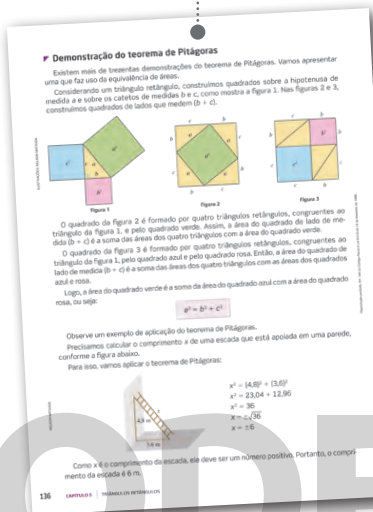 Demonstração do teorema de Pitágoras
Existem mais de trezentas demonstrações do teorema de Pitágoras. Vamos apresentar
uma que faz uso da equivalência de áreas.
Considerando um triângulo retângulo, construímos quadrados sobre a hipotenusa de
medida a e sobre os catetos de medidas b e c, como mostra a figura 1. Nas figuras 2 e 3,
construímos quadrados de lados que medem (b + c).
Figura 1
Figura 2
Figura 3
O quadrado da figura 2 é formado por quatro triângulos retângulos, congruentes ao
triângulo da figura 1, e pelo quadrado verde. Assim, a área do quadrado de lado de me-
dida (b + c) é a soma das áreas dos quatro triângulos com a área do quadrado verde.
O quadrado da figura 3 é formado por quatro triângulos retângulos, congruentes ao
triângulo da figura 1, pelo quadrado azul e pelo quadrado rosa. Então, a área do quadrado de
lado de medida (b + c) é a soma das áreas dos quatro triângulos com as áreas dos quadrados
azul e rosa.
Logo, a área do quadrado verde é a soma da área do quadrado azul com a área do quadrado
rosa, ou seja:
a² = b² + c²
Observe um exemplo de aplicação do teorema de Pitágoras.
Precisamos calcular o comprimento x de uma escada que está apoiada em uma parede,
conforme a figura abaixo.
Para isso, vamos aplicar o teorema de Pitágoras:
4,8 m
x
3,6 m
x² = (4,8)² + (3,6)²
x² = 23,04 + 12,96
x² = 36
x = ±√36
x = ±6
Como x é o comprimento da escada, ele deve ser um número positivo. Portanto, o compri-
mento da escada é 6 m.
136 CAPÍTULO 5 | TRIÂNGULOS RETÂNGULOS